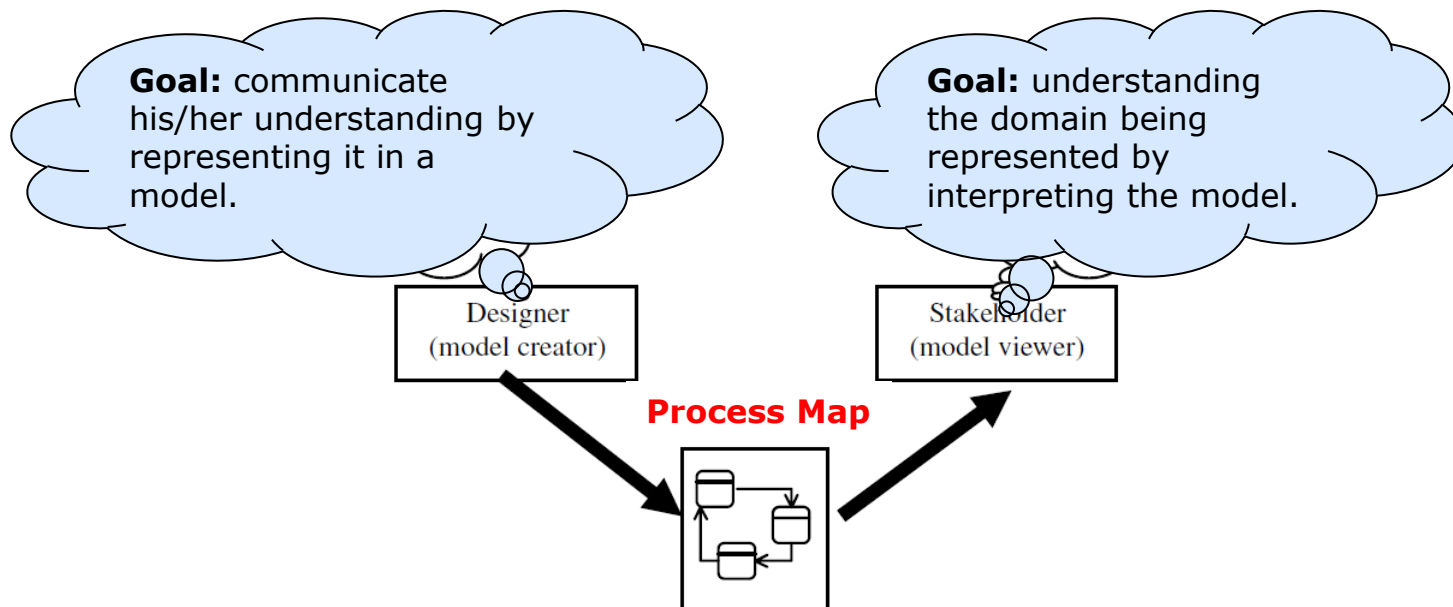 Goal: communicate
his/her understanding by
representing it in a
model.
Goal: understanding
the domain being
represented by
interpreting the model.
Designer
(model creator)
Stakeholder
(model viewer)
Process Map